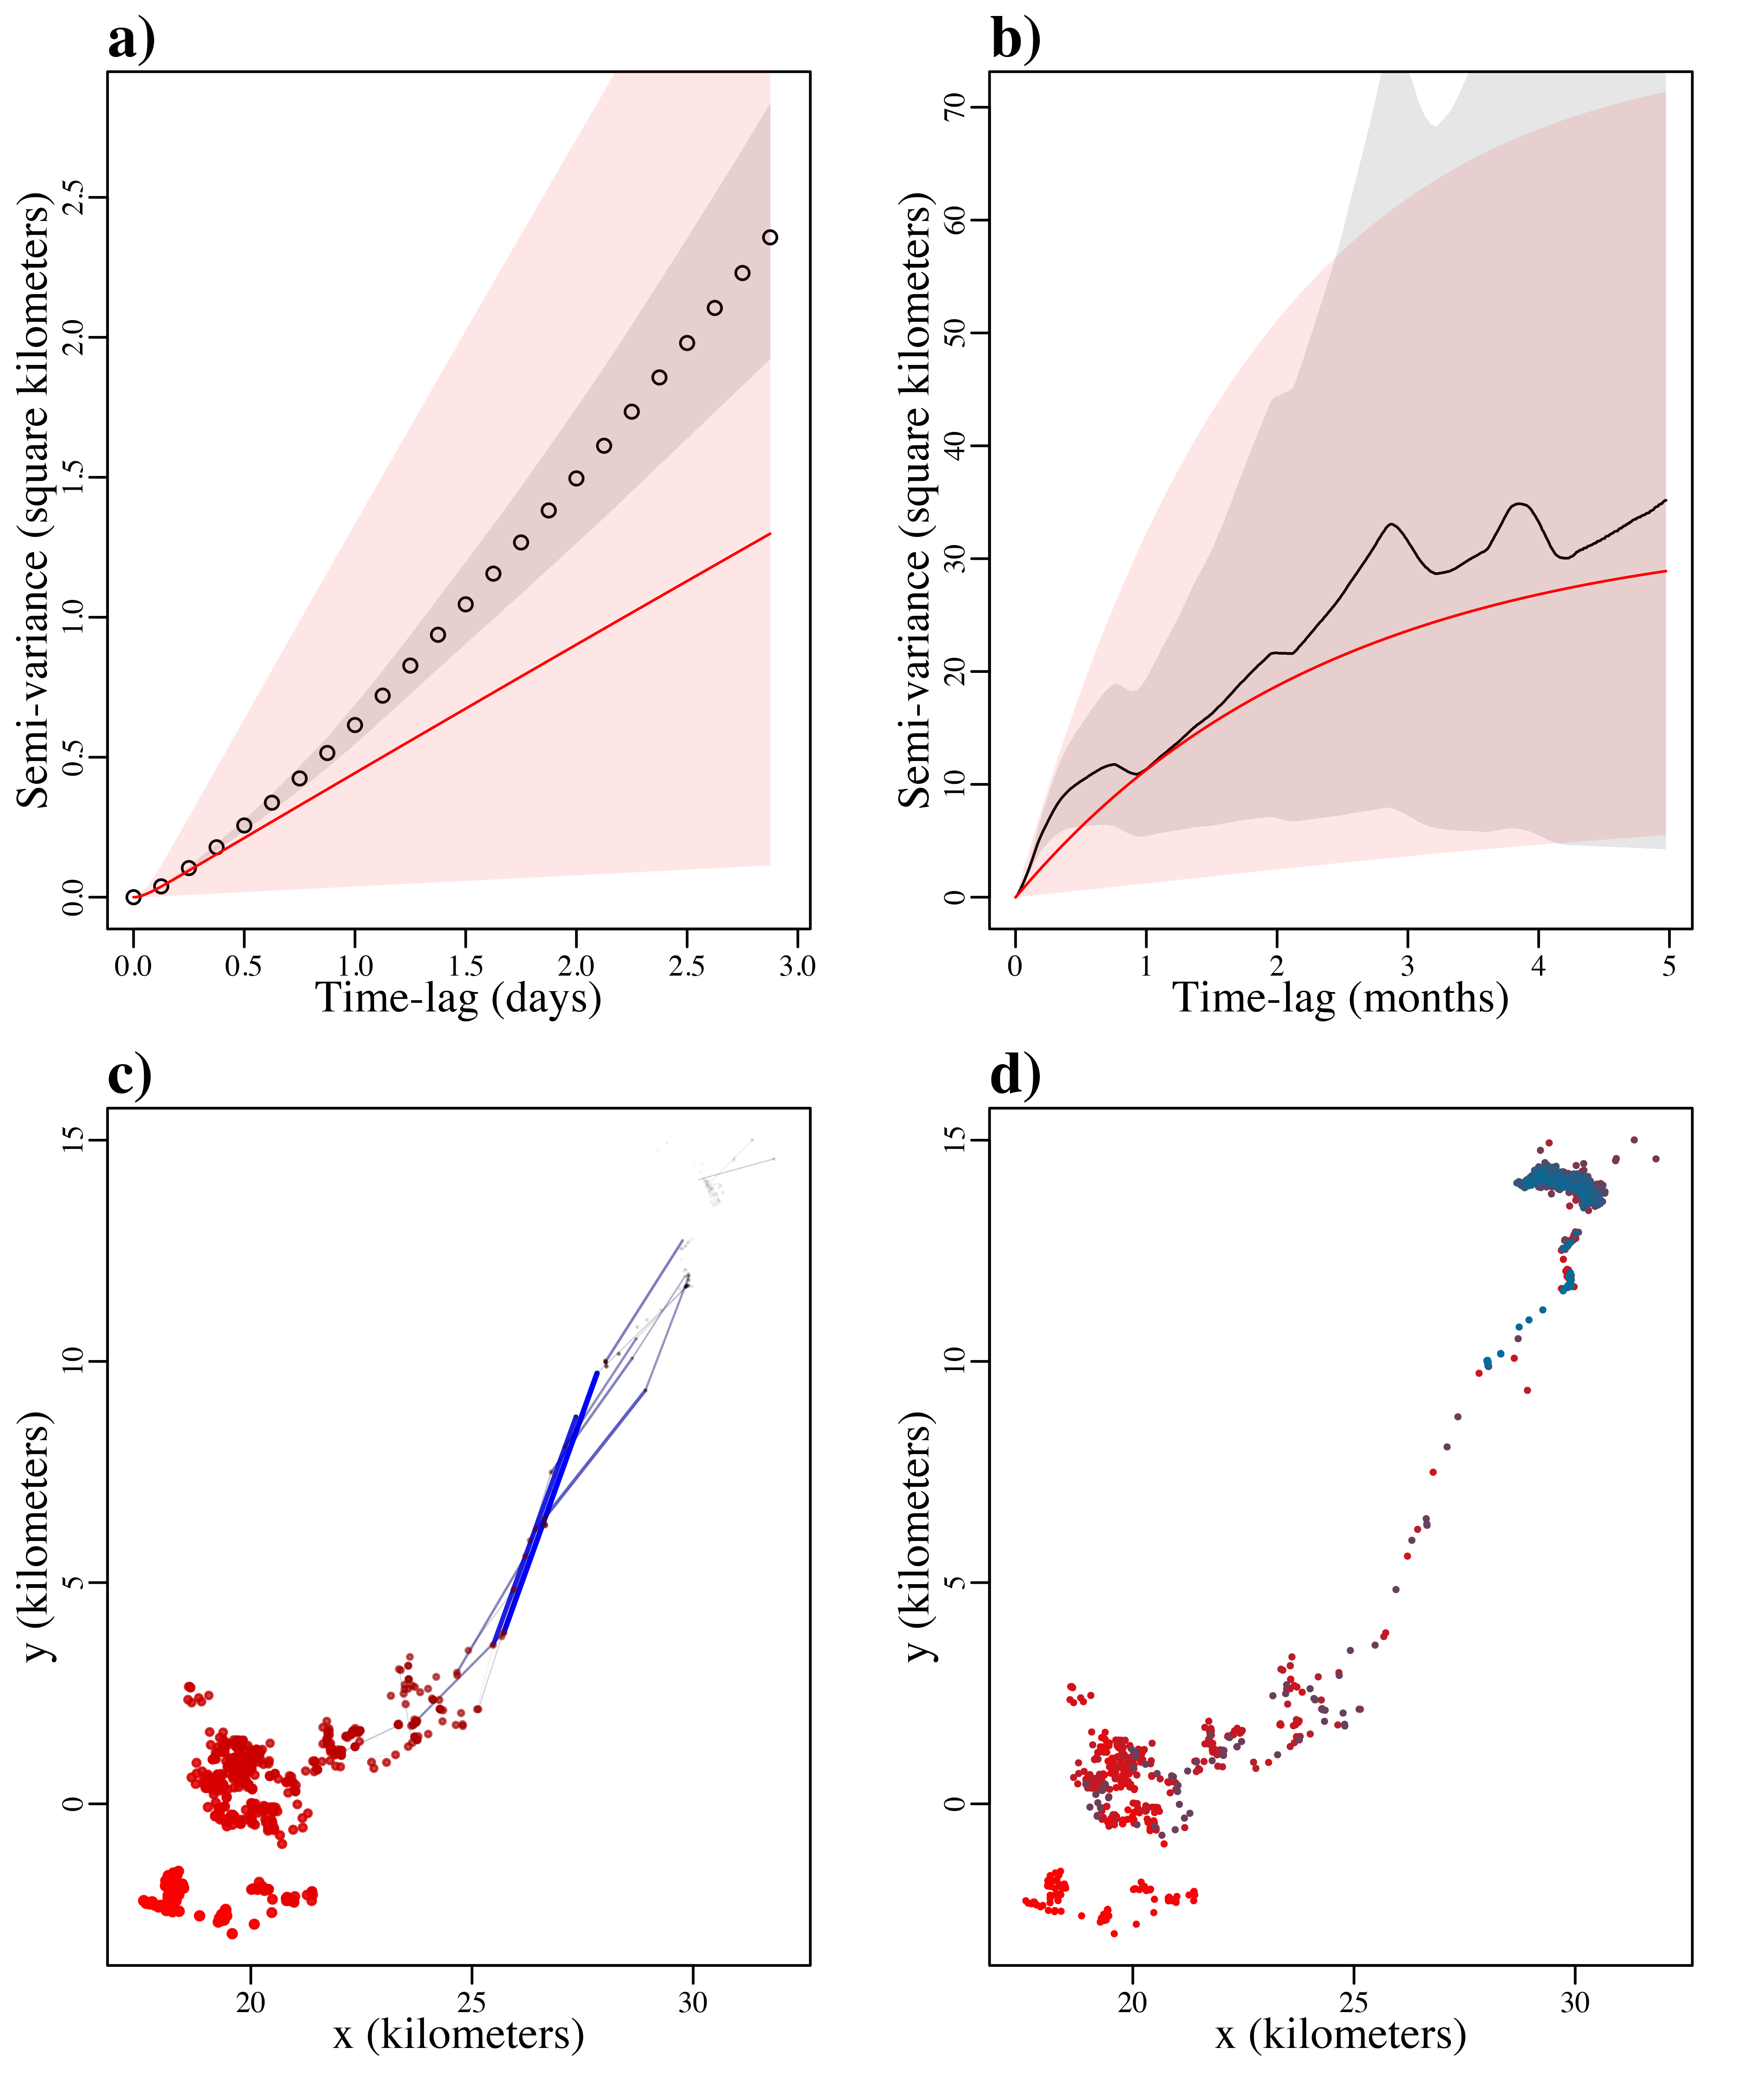 a)
Semi-variance (square kilometers)
2.5
2.0
1.5
1.0
0.5
0.0
0.0 0.5 1.0 1.5 2.0 2.5 3.0
Time-lag (days)
b)
Semi-variance (square kilometers)
70
60
50
40
30
20
10
0
0 1 2 3 4 5
Time-lag (months)
c)
y (kilometers)
15
10
5
0
20 25 30
x (kilometers)
d)
y (kilometers)
15
10
5
0
20 25 30
x (kilometers)